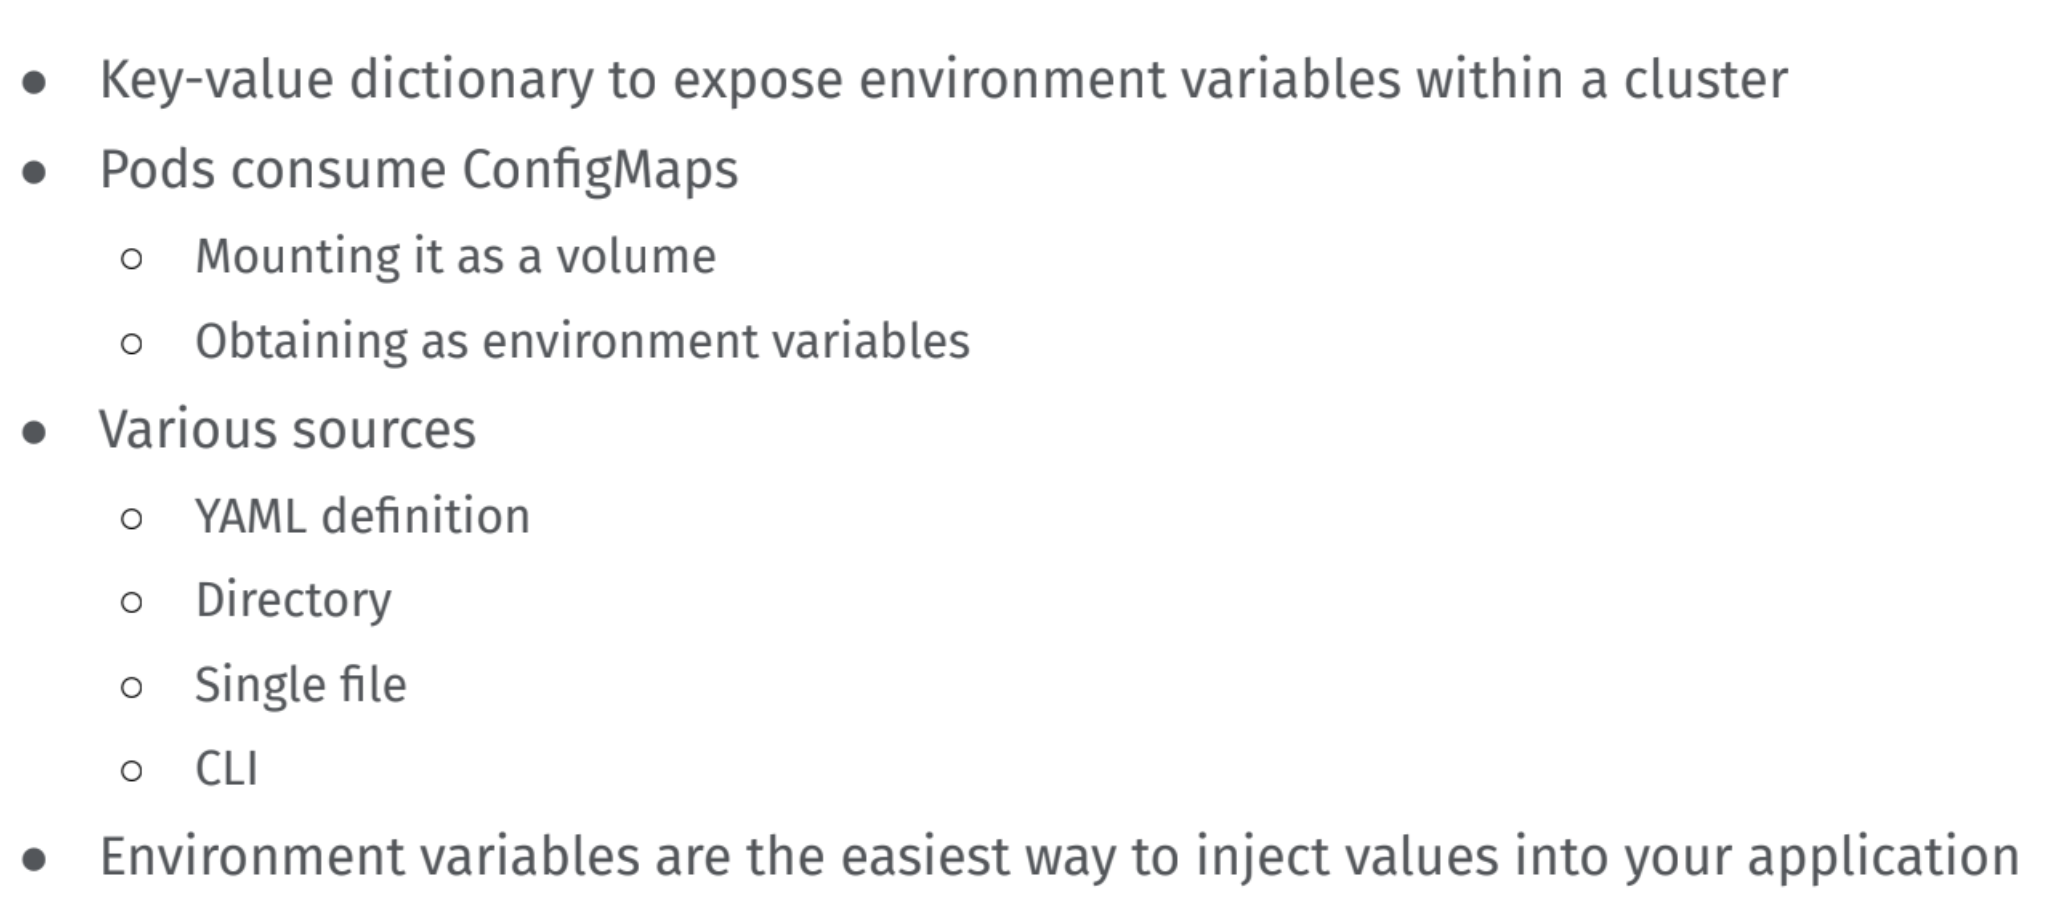 ● Key-value dictionary to expose environment variables within a cluster
● Pods consume ConfigMaps
○ Mounting it as a volume
○ Obtaining as environment variables
● Various sources
○ YAML definition
○ Directory
○ Single file
○ CLI
● Environment variables are the easiest way to inject values into your application